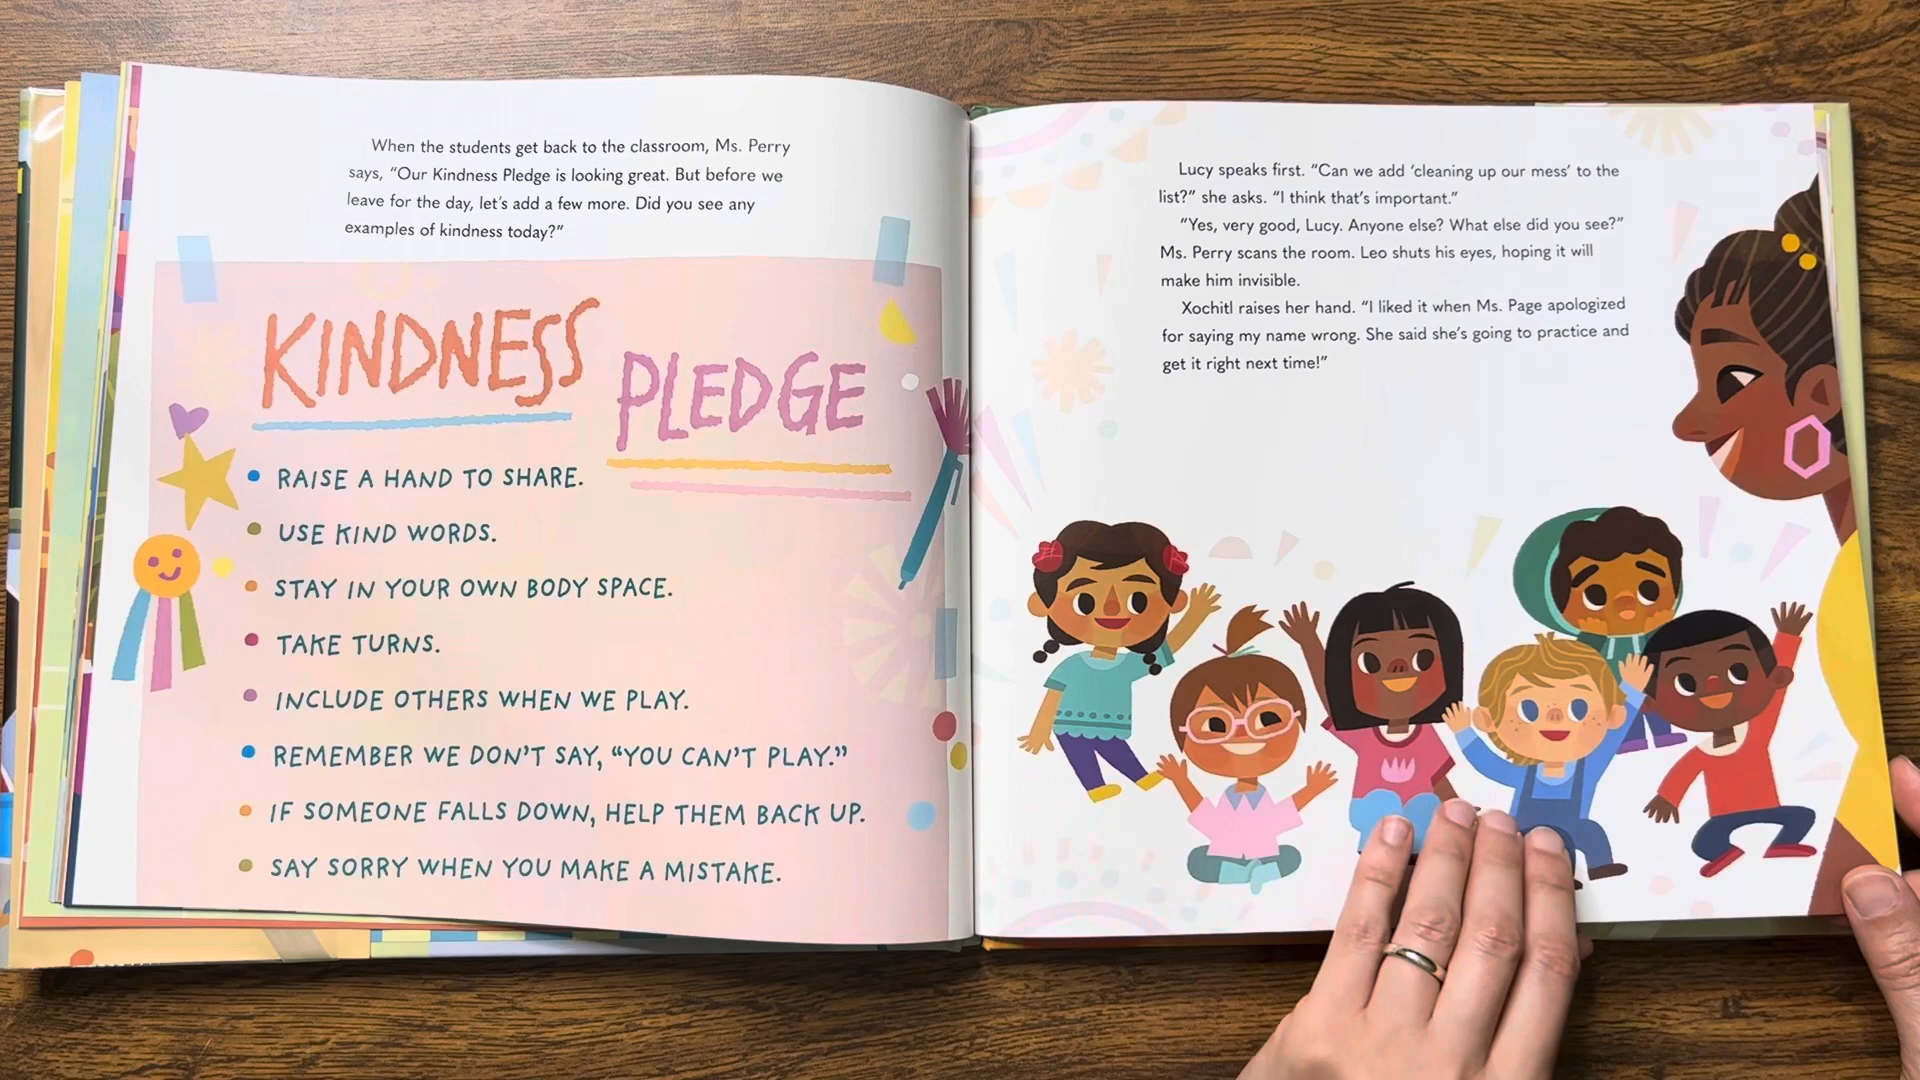 When the students get back to the classroom, Ms. Perry
says, “Our Kindness Pledge is looking great. But before we
leave for the day, let’s add a few more. Did you see any
examples of kindness today?”
KINDNESS
PLEDGE
RAISE A HAND TO SHARE.
USE KIND WORDS.
STAY IN YOUR OWN BODY SPACE.
TAKE TURNS.
INCLUDE OTHERS WHEN WE PLAY.
REMEMBER WE DON’T SAY, “YOU CAN’T PLAY.”
IF SOMEONE FALLS DOWN, HELP THEM BACK UP.
SAY SORRY WHEN YOU MAKE A MISTAKE.
Lucy speaks first. “Can we add ‘cleaning up our mess’ to the
list?” she asks. “I think that’s important.”
“Yes, very good, Lucy. Anyone else? What else did you see?”
Ms. Perry scans the room. Leo shuts his eyes, hoping it will
make him invisible.
Xochitl raises her hand. “I liked it when Ms. Page apologized
for saying my name wrong. She said she’s going to practice and
get it right next time!”